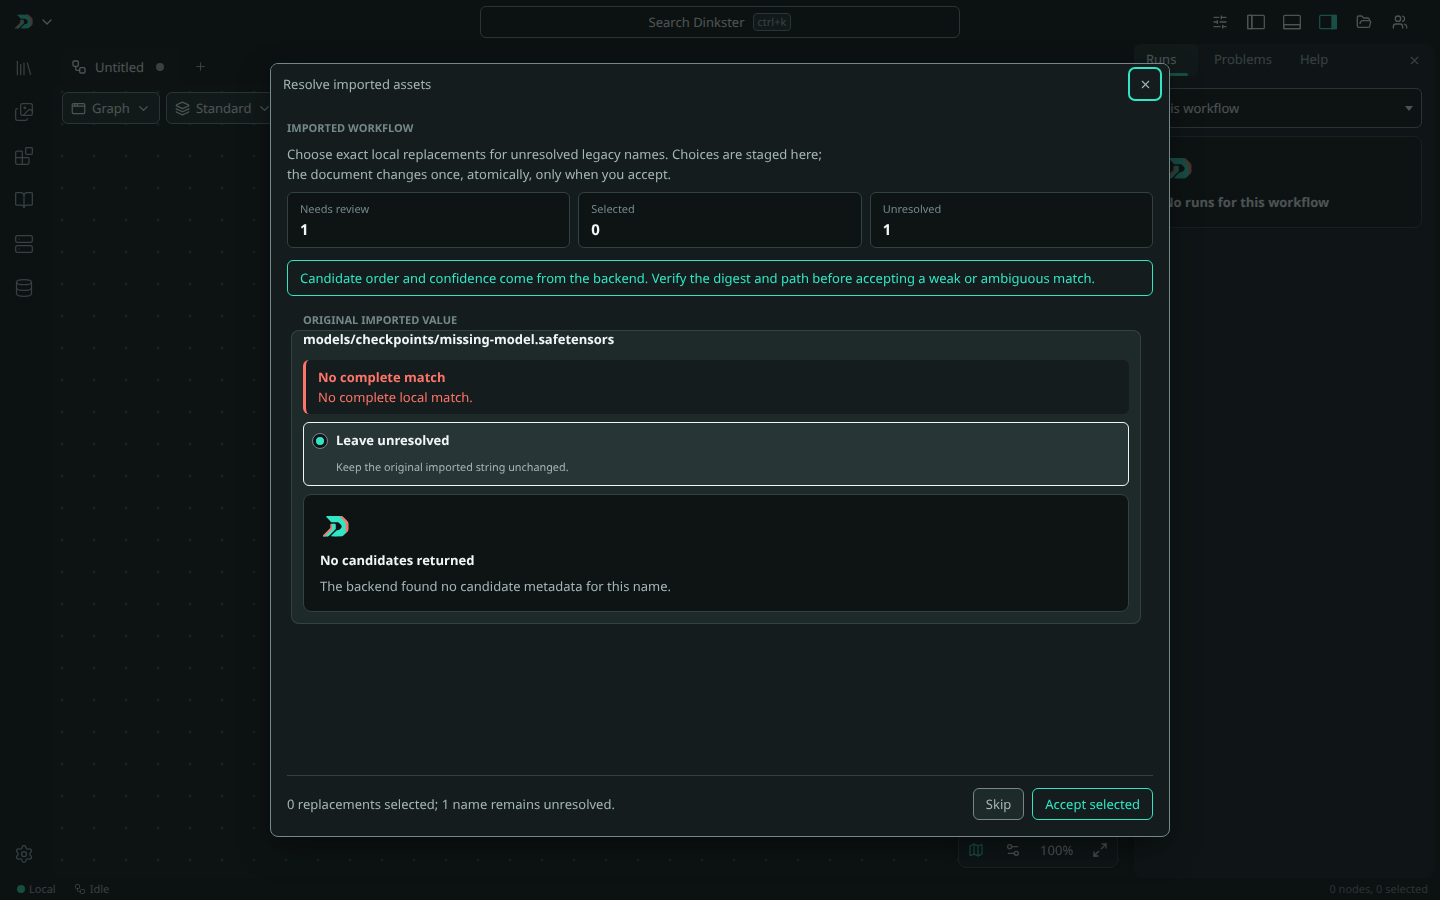 Search Dinkster ctrl+k
Untitled
Runs
Problems
Help
Resolve imported assets
Graph
Standard
is workflow
IMPORTED WORKFLOW
Choose exact local replacements for unresolved legacy names. Choices are staged here;
the document changes once, atomically, only when you accept.
No runs for this workflow
Needs review
1
Selected
0
Unresolved
1
Candidate order and confidence come from the backend. Verify the digest and path before accepting a weak or ambiguous match.
ORIGINAL IMPORTED VALUE
models/checkpoints/missing-model.safetensors
No complete match
No complete local match.
Leave unresolved
Keep the original imported string unchanged.
No candidates returned
The backend found no candidate metadata for this name.
0 replacements selected; 1 name remains unresolved.
Skip
Accept selected
100%
Local
Idle
0 nodes, 0 selected